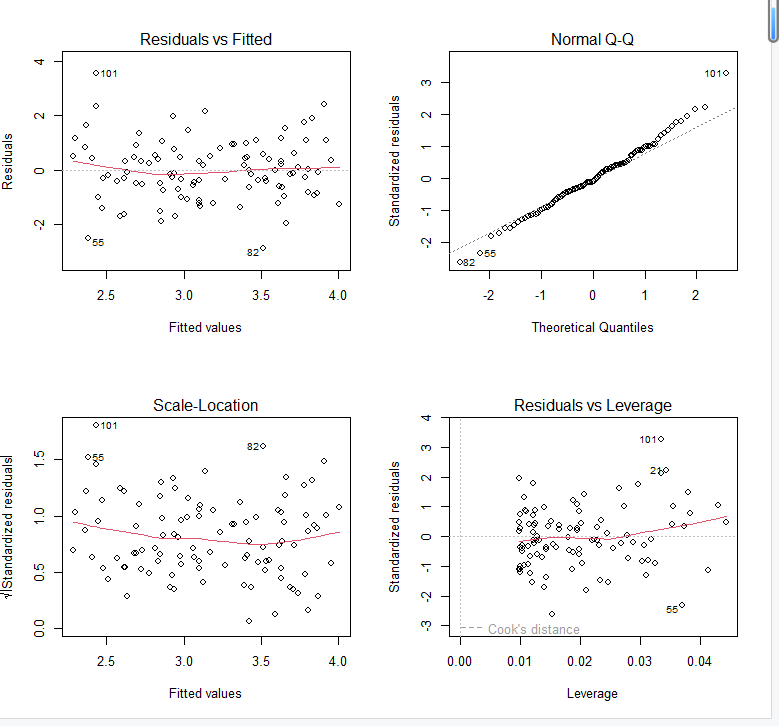 Residuals vs Fitted
Residuals
4
2
0
-2
101
55
82
2.5 3.0 3.5 4.0
Fitted values
Normal Q-Q
Standardized residuals
3
2
1
0
-1
-2
101
55
82
-2 -1 0 1 2
Theoretical Quantiles
Scale-Location
√|Standardized residuals|
1.5
1.0
0.5
0.0
101
55
82
2.5 3.0 3.5 4.0
Fitted values
Residuals vs Leverage
Standardized residuals
4
3
2
1
0
-1
-2
-3
101
21
55
Cook's distance
0.00 0.01 0.02 0.03 0.04
Leverage